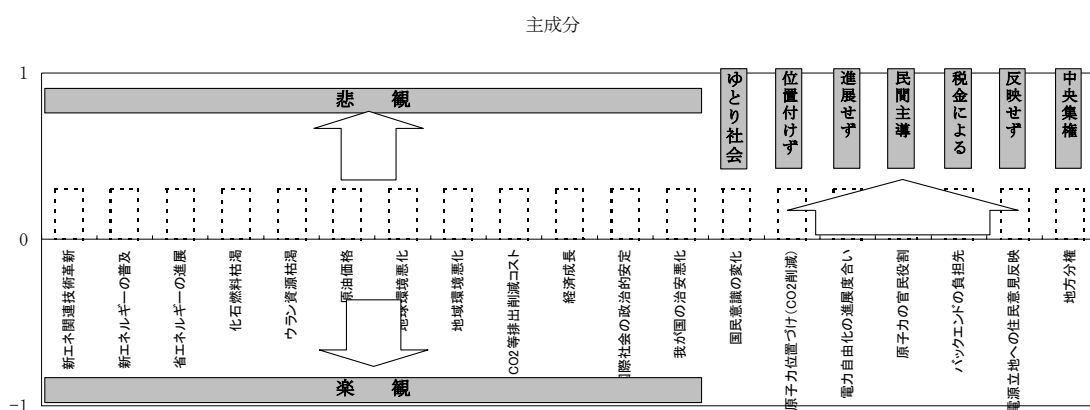 主成分
1
悲 観
ゆとり社会
位置付けず
進展せず
民間主導
税金による
反映せず
中央集権
0
新エネ関連技術革新
新エネルギーの普及
省エネルギーの進展
化石燃料枯渇
ウラン資源枯渇
原油価格
地球環境悪化
地域環境悪化
CO2等排出削減コスト
経済成長
国際社会の政治的安定
我が国の治安悪化
国民意識の変化
原子力位置づけ(CO2削減)
電力自由化の進展度合い
原子力の官民役割
バックエンドの負担先
電源立地への住民意見反映
地方分権
楽 観
-1